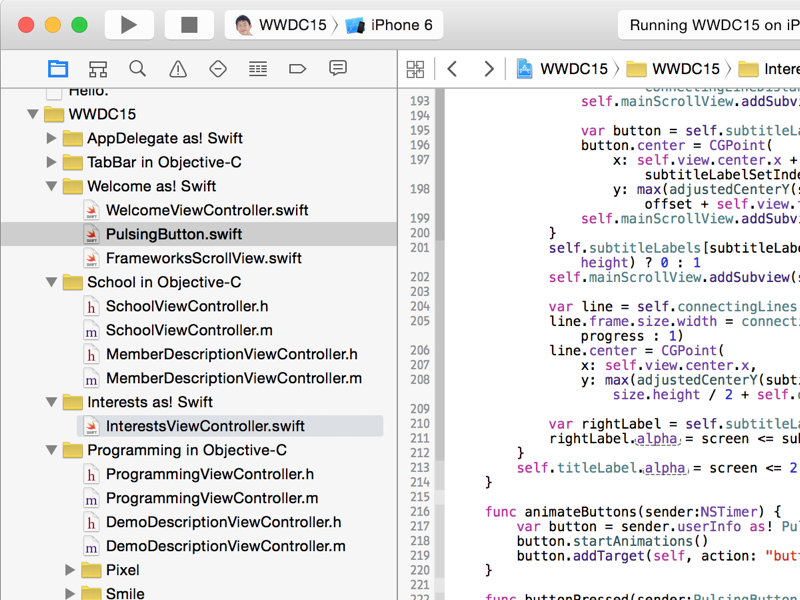 WWDC15 〉 iPhone 6
Running WWDC15 on iP
WWDC15 〉 WWDC15 〉 Intere
Hello.
WWDC15
AppDelegate as! Swift
TabBar in Objective-C
Welcome as! Swift
WelcomeViewController.swift
PulsingButton.swift
FrameworksScrollView.swift
School in Objective-C
SchoolViewController.h
SchoolViewController.m
MemberDescriptionViewController.h
MemberDescriptionViewController.m
Interests as! Swift
InterestsViewController.swift
Programming in Objective-C
ProgrammingViewController.h
ProgrammingViewController.m
DemoDescriptionViewController.h
DemoDescriptionViewController.m
Pixel
Smile
193 self.mainScrollView.addSubvi
194
195 var button = self.subtitleLa
196 button.center = CGPoint(
197 x: self.view.center.x +
subtitleLabelSetInde
198 y: max(adjustedCenterY(s
offset + self.view.
199 self.mainScrollView.addSubvi
200 }
201 self.subtitleLabels[subtitleLabe
height) ? 0 : 1
202 self.mainScrollView.addSubview(s
203
204 var line = self.connectingLines
205 line.frame.size.width = connecti
progress : 1)
206 line.center = CGPoint(
207 x: self.view.center.x,
208 y: max(adjustedCenterY(subti
size.height / 2 + self.c
209
210 var rightLabel = self.subtitleLa
211 rightLabel.alpha = screen <= sub
212 }
213 self.titleLabel.alpha = screen <= 2
214 }
215
216 func animateButtons(sender:NSTimer) {
217 var button = sender.userInfo as! Pul
218 button.startAnimations()
219 button.addTarget(self, action: "butt
220 }
221
222 func buttonPressed(sender:PulsingButton